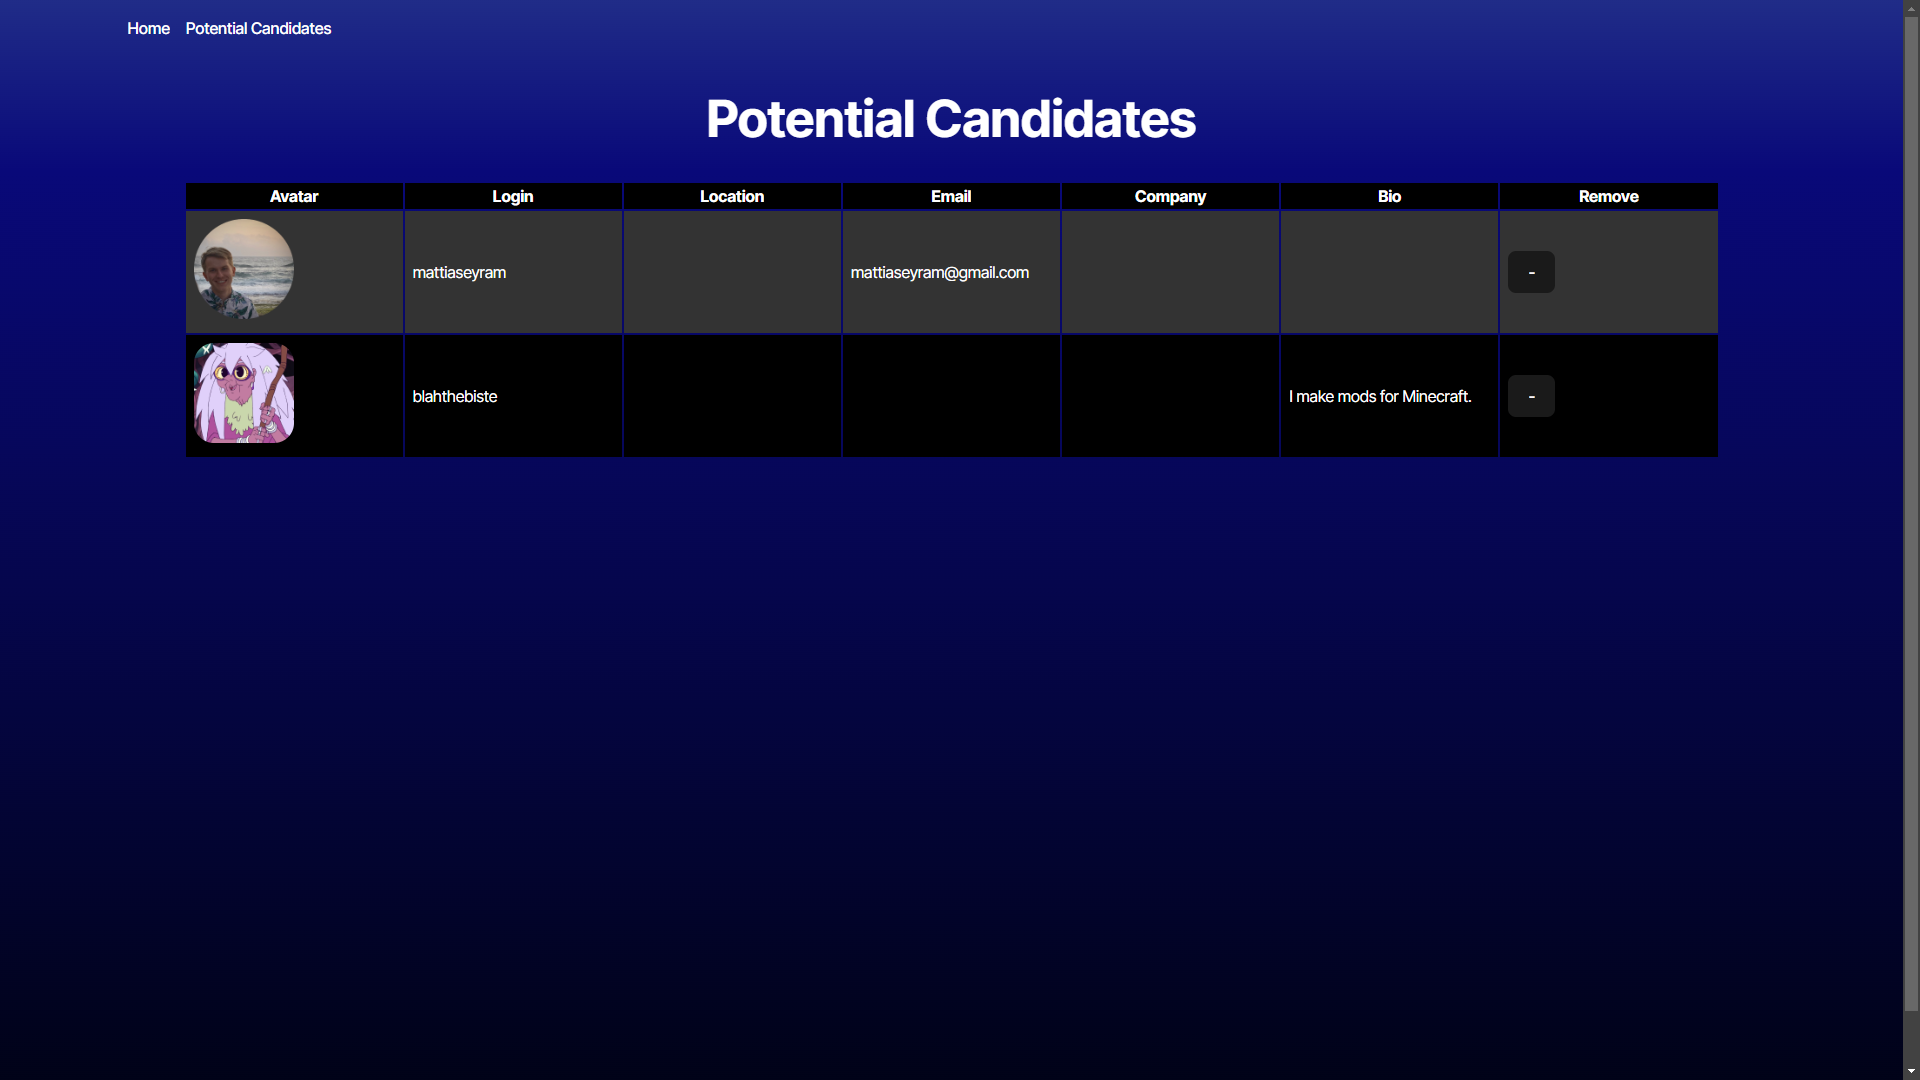 Home Potential Candidates
Potential Candidates
Avatar Login Location Email Company Bio Remove
mattiaseyram mattiaseyram@gmail.com -
blahthebiste I make mods for Minecraft. -